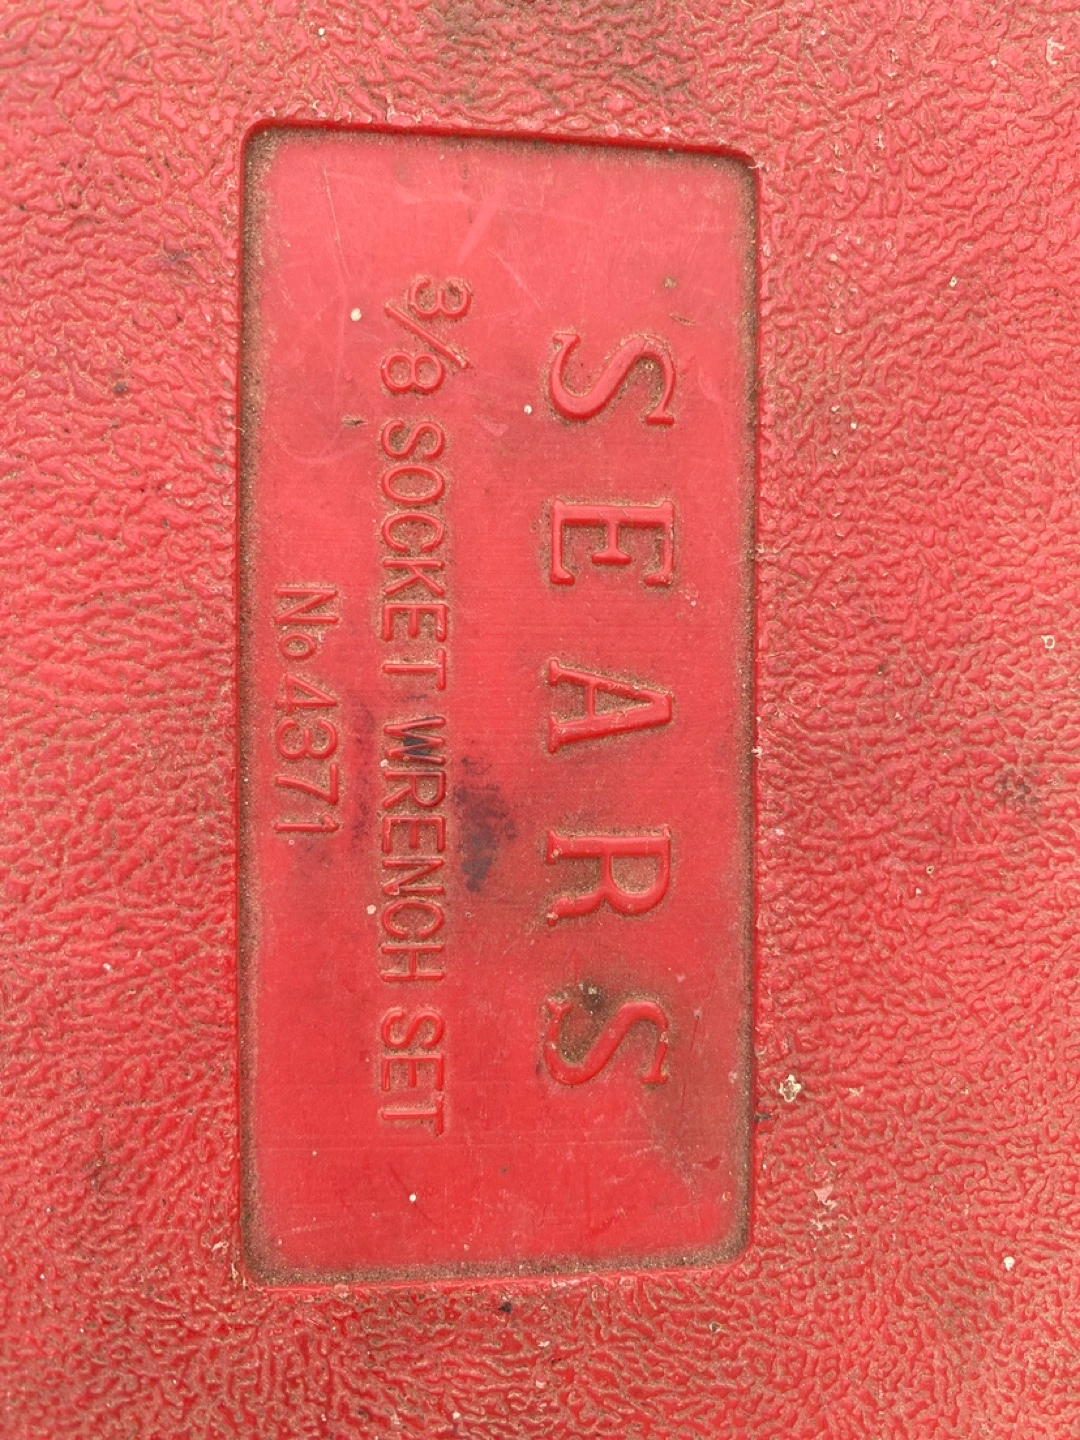 SEARS
3/8 SOCKET WRENCH SET
No. 4371